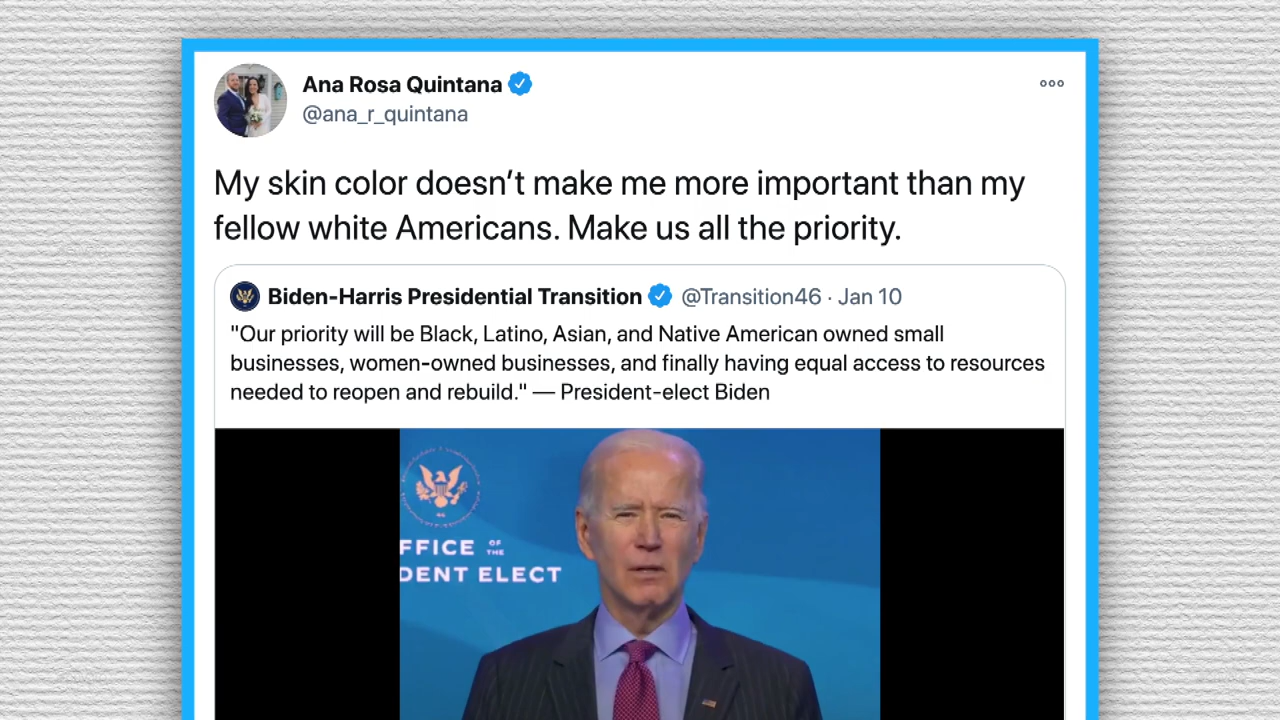 Ana Rosa Quintana
@ana_r_quintana
My skin color doesn’t make me more important than my
fellow white Americans. Make us all the priority.
Biden-Harris Presidential Transition @Transition46 · Jan 10
"Our priority will be Black, Latino, Asian, and Native American owned small
businesses, women-owned businesses, and finally having equal access to resources
needed to reopen and rebuild." — President-elect Biden
FFICE OF THE
DENT ELECT